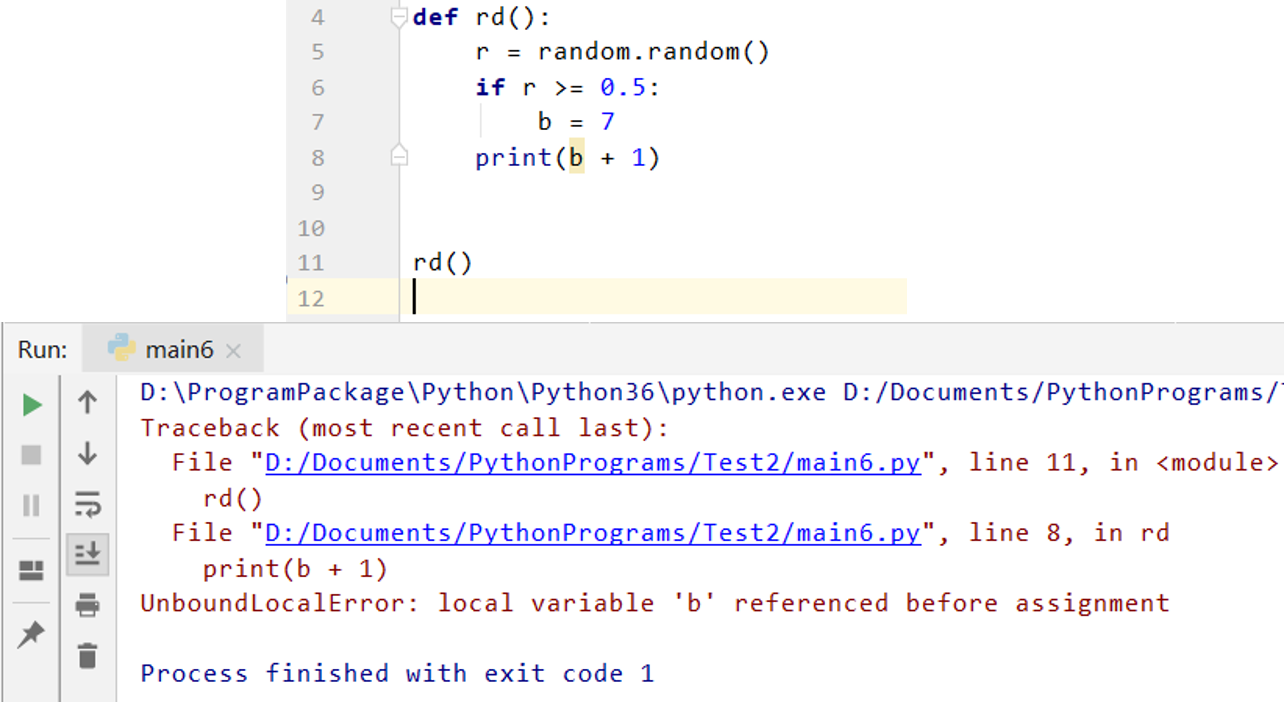 4 def rd():
5     r = random.random()
6     if r >= 0.5:
7         b = 7
8     print(b + 1)
9
10
11 rd()
12
Run: main6
D:\ProgramPackage\Python\Python36\python.exe D:/Documents/PythonPrograms/
Traceback (most recent call last):
  File "D:/Documents/PythonPrograms/Test2/main6.py", line 11, in <module>
    rd()
  File "D:/Documents/PythonPrograms/Test2/main6.py", line 8, in rd
    print(b + 1)
UnboundLocalError: local variable 'b' referenced before assignment
Process finished with exit code 1